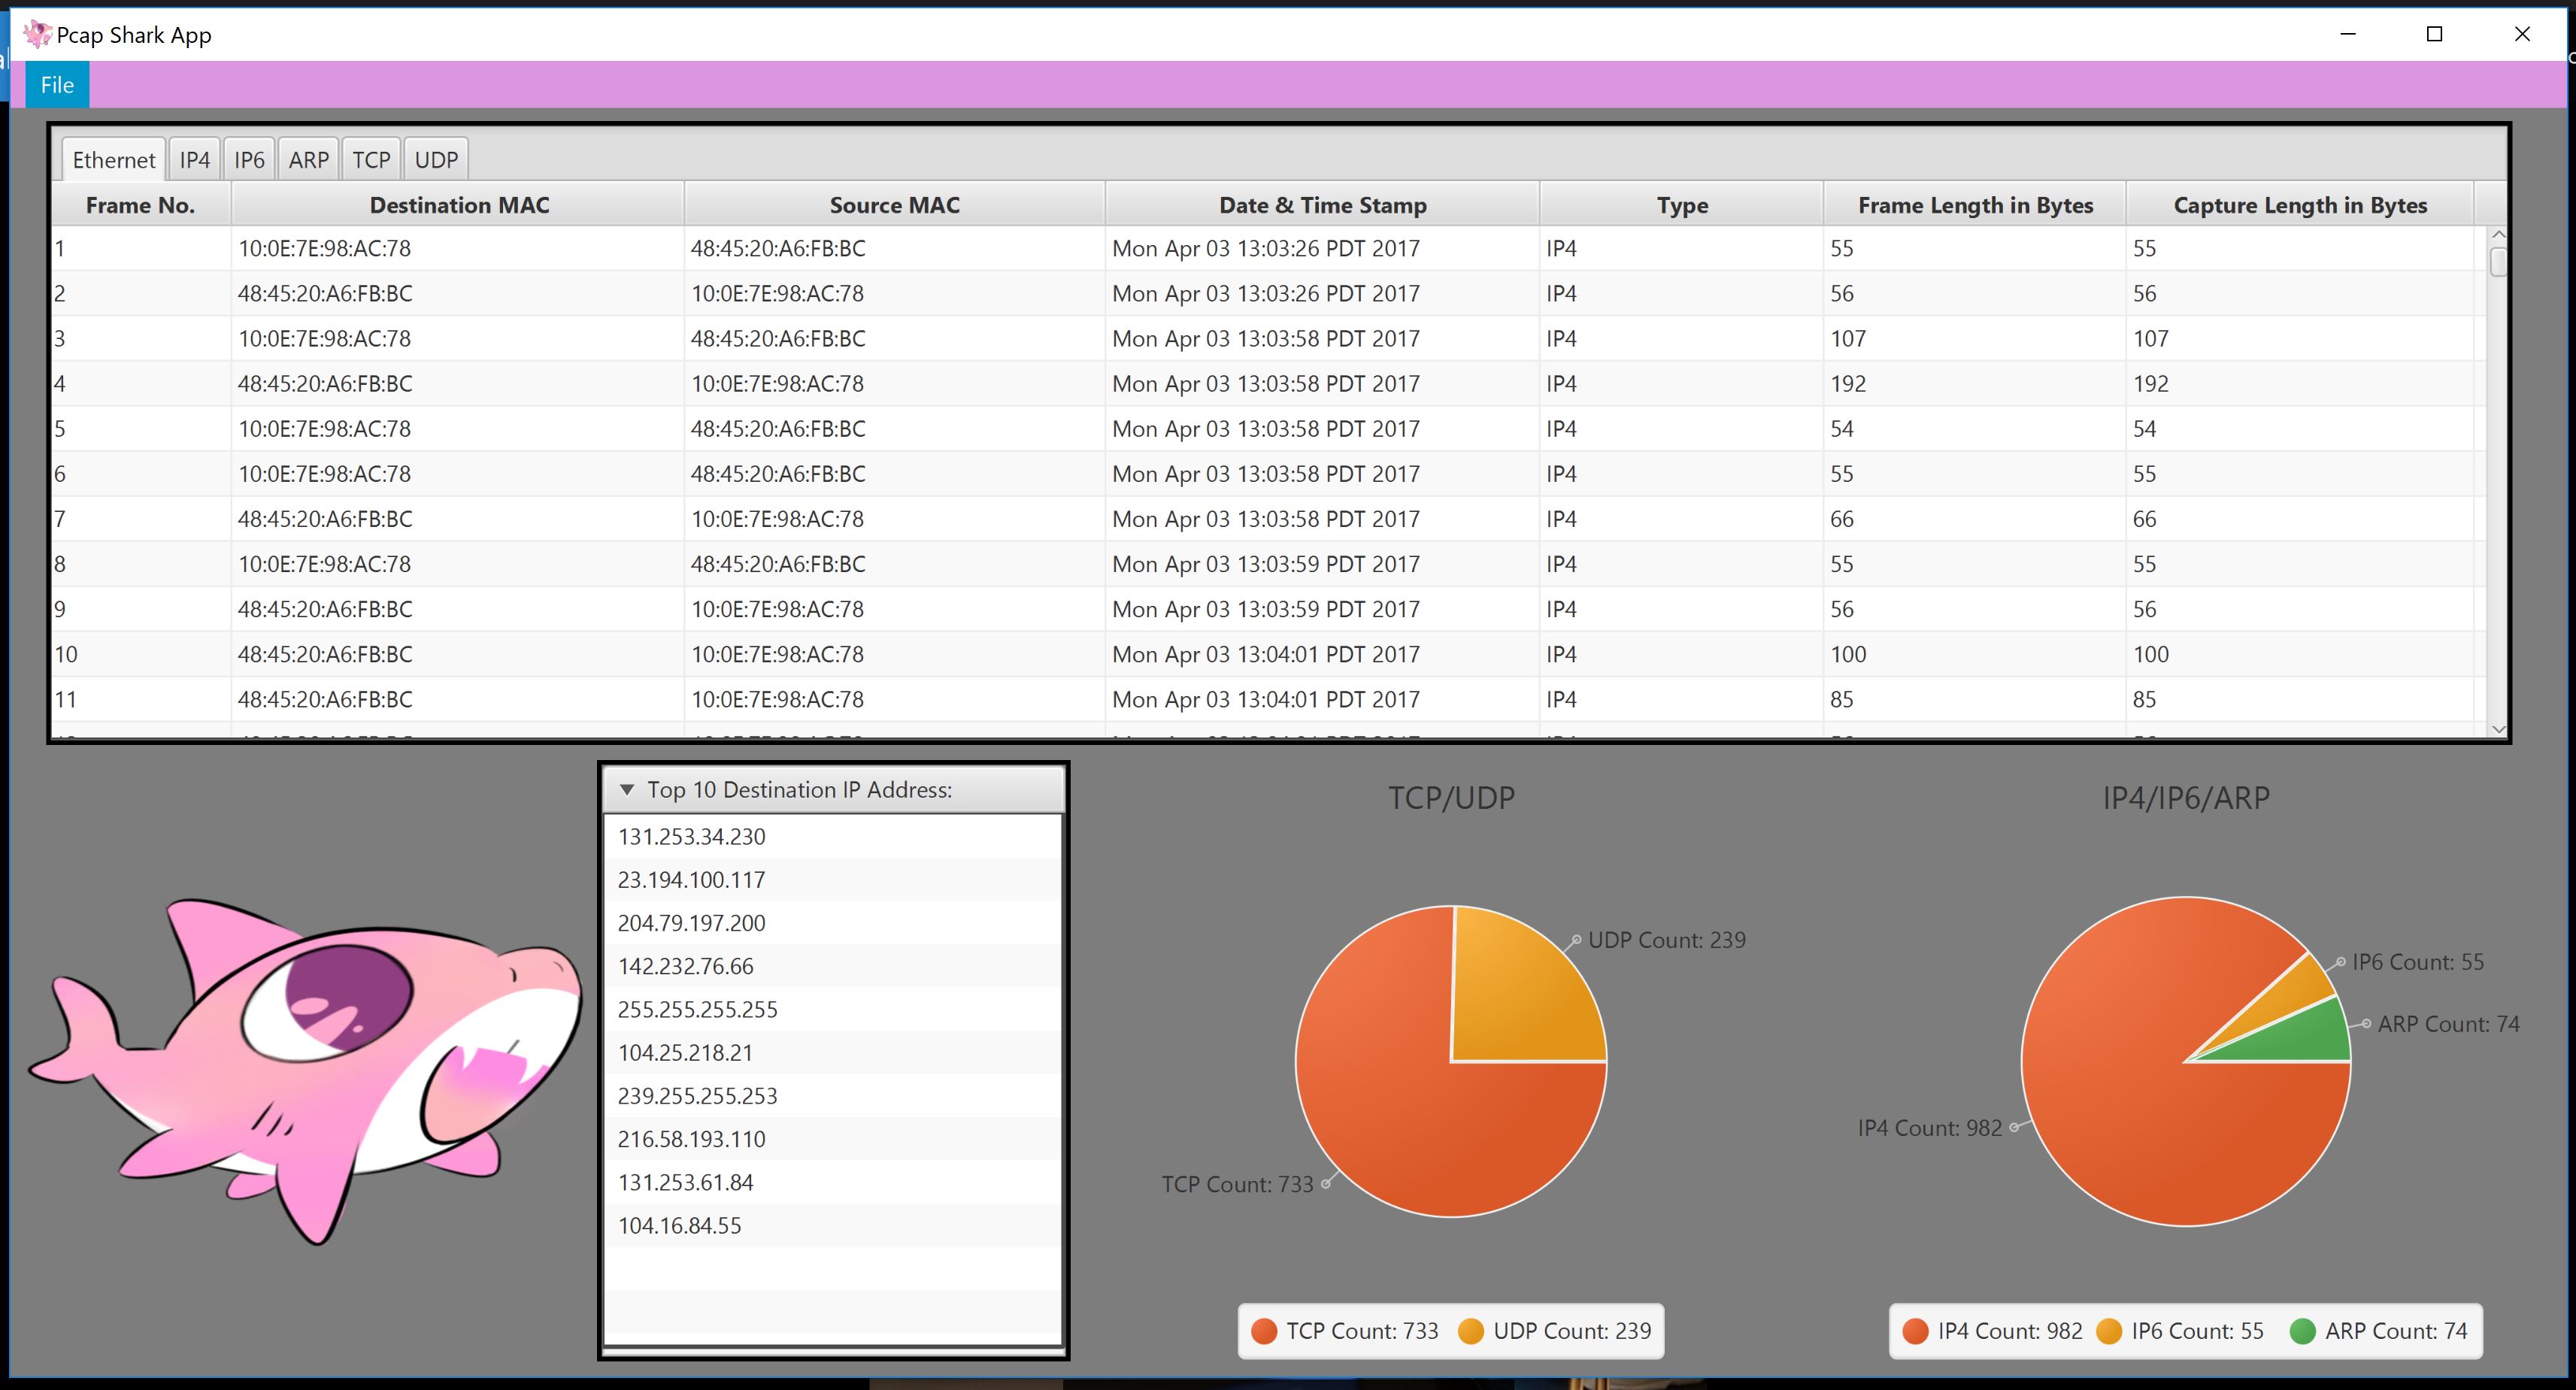 Pcap Shark App
File
Ethernet IP4 IP6 ARP TCP UDP
Frame No. Destination MAC Source MAC Date & Time Stamp Type Frame Length in Bytes Capture Length in Bytes
1 10:0E:7E:98:AC:78 48:45:20:A6:FB:BC Mon Apr 03 13:03:26 PDT 2017 IP4 55 55
2 48:45:20:A6:FB:BC 10:0E:7E:98:AC:78 Mon Apr 03 13:03:26 PDT 2017 IP4 56 56
3 10:0E:7E:98:AC:78 48:45:20:A6:FB:BC Mon Apr 03 13:03:58 PDT 2017 IP4 107 107
4 48:45:20:A6:FB:BC 10:0E:7E:98:AC:78 Mon Apr 03 13:03:58 PDT 2017 IP4 192 192
5 10:0E:7E:98:AC:78 48:45:20:A6:FB:BC Mon Apr 03 13:03:58 PDT 2017 IP4 54 54
6 10:0E:7E:98:AC:78 48:45:20:A6:FB:BC Mon Apr 03 13:03:58 PDT 2017 IP4 55 55
7 48:45:20:A6:FB:BC 10:0E:7E:98:AC:78 Mon Apr 03 13:03:58 PDT 2017 IP4 66 66
8 10:0E:7E:98:AC:78 48:45:20:A6:FB:BC Mon Apr 03 13:03:59 PDT 2017 IP4 55 55
9 48:45:20:A6:FB:BC 10:0E:7E:98:AC:78 Mon Apr 03 13:03:59 PDT 2017 IP4 56 56
10 48:45:20:A6:FB:BC 10:0E:7E:98:AC:78 Mon Apr 03 13:04:01 PDT 2017 IP4 100 100
11 48:45:20:A6:FB:BC 10:0E:7E:98:AC:78 Mon Apr 03 13:04:01 PDT 2017 IP4 85 85
Top 10 Destination IP Address:
131.253.34.230
23.194.100.117
204.79.197.200
142.232.76.66
255.255.255.255
104.25.218.21
239.255.255.253
216.58.193.110
131.253.61.84
104.16.84.55
TCP/UDP
UDP Count: 239
TCP Count: 733
TCP Count: 733 UDP Count: 239
IP4/IP6/ARP
IP6 Count: 55
ARP Count: 74
IP4 Count: 982
IP4 Count: 982 IP6 Count: 55 ARP Count: 74